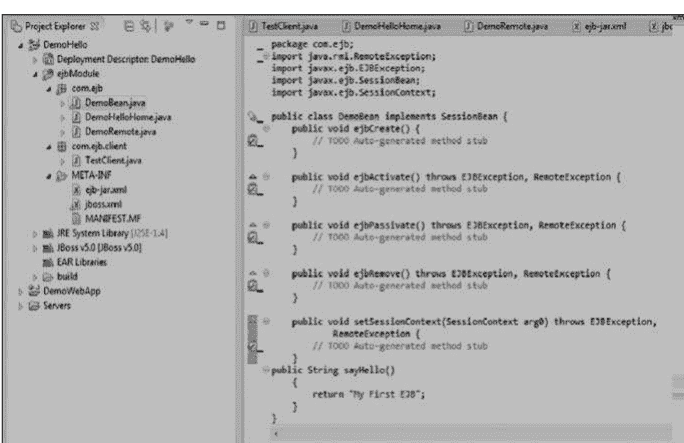 Project Explorer
DemoHello
Deployment Descriptor: DemoHello
ejbModule
com.ejb
DemoBean.java
DemoHelloHome.java
DemoRemote.java
com.ejb.client
TestClient.java
META-INF
ejb-jar.xml
jboss.xml
MANIFEST.MF
JRE System Library [J2SE-1.4]
JBoss v5.0 [JBoss v5.0]
EAR Libraries
build
DemoWebApp
Servers
TestClient.java DemoHelloHome.java DemoRemote.java ejb-jar.xml
package com.ejb;
import java.rmi.RemoteException;
import javax.ejb.EJBException;
import javax.ejb.SessionBean;
import javax.ejb.SessionContext;
public class DemoBean implements SessionBean {
public void ejbCreate() {
// TODO Auto-generated method stub
}
public void ejbActivate() throws EJBException, RemoteException {
// TODO Auto-generated method stub
}
public void ejbPassivate() throws EJBException, RemoteException {
// TODO Auto-generated method stub
}
public void ejbRemove() throws EJBException, RemoteException {
// TODO Auto-generated method stub
}
public void setSessionContext(SessionContext arg0) throws EJBException,
RemoteException {
// TODO Auto-generated method stub
}
public String sayHello()
{
return "My First EJB";
}
}